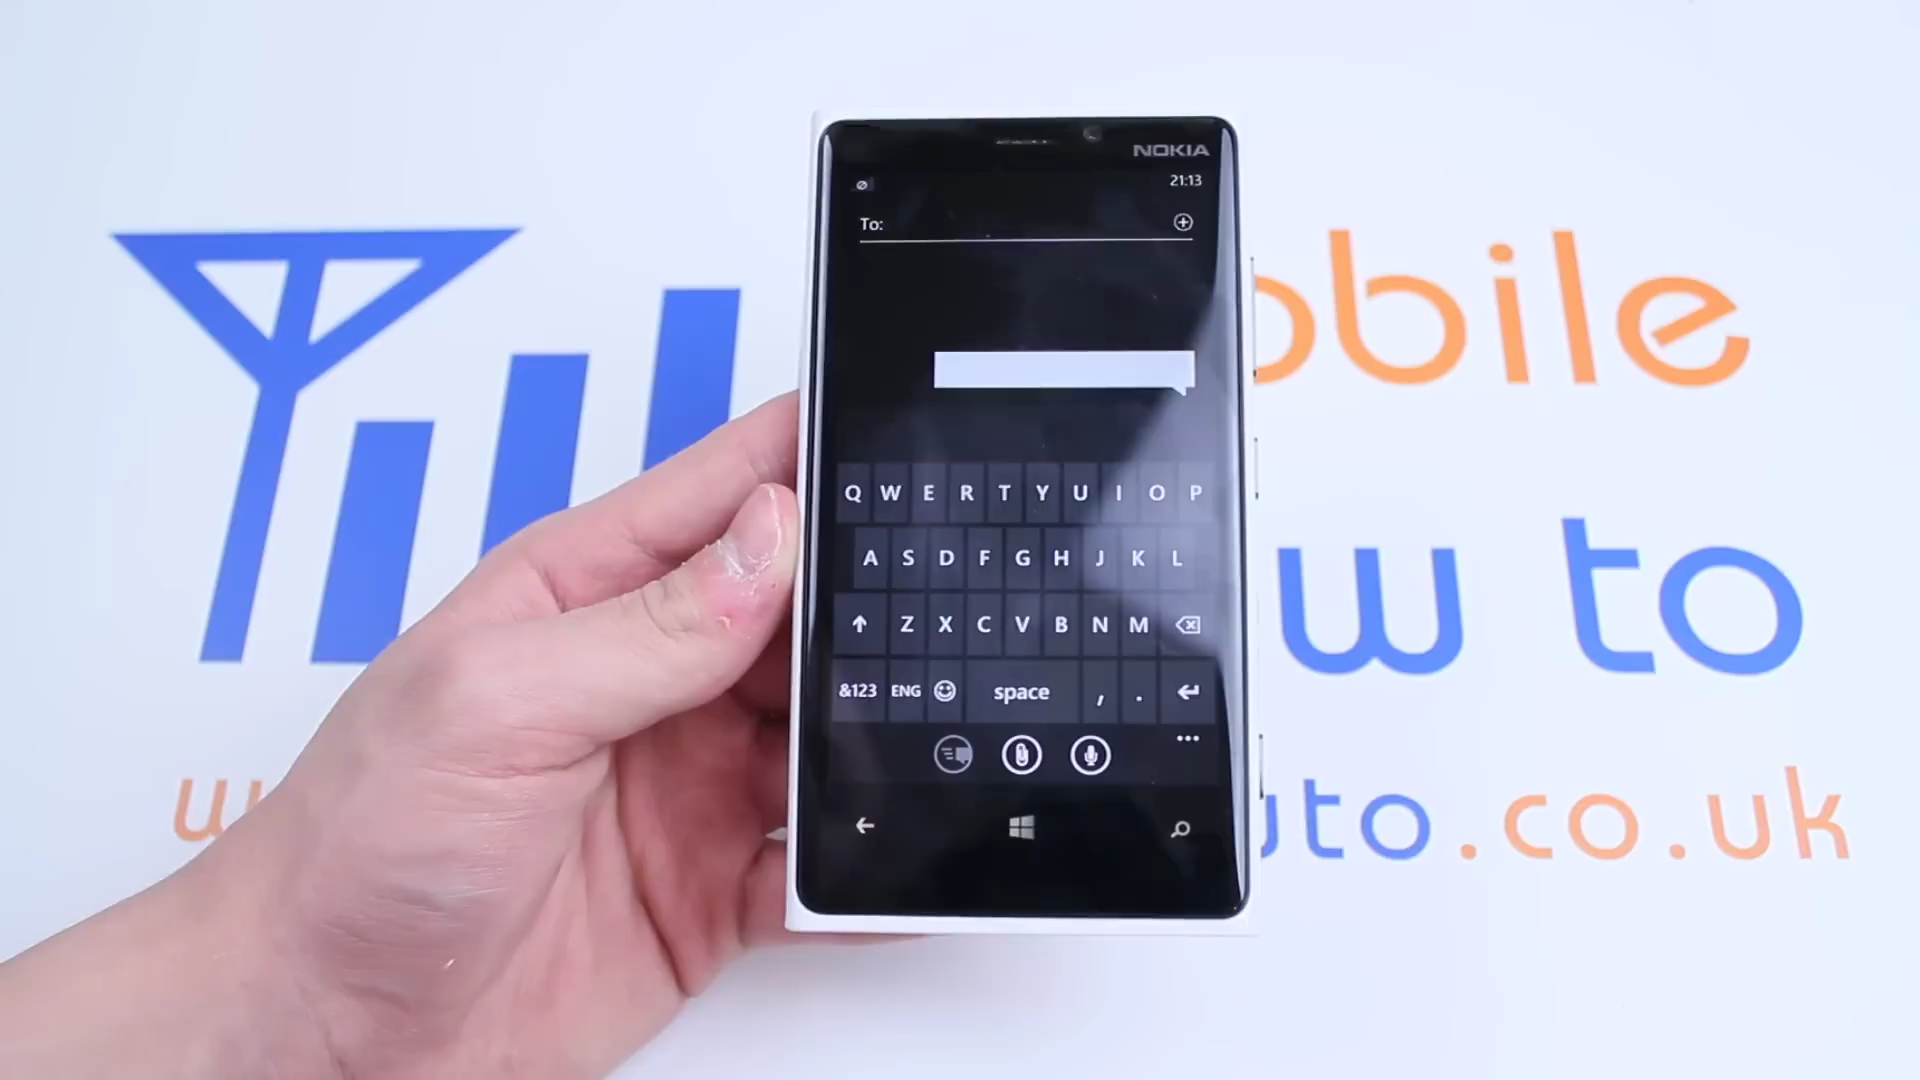 NOKIA
21:13
To:
Q W E R T Y U I O P
A S D F G H J K L
Z X C V B N M
&123 ENG space , .
obile
w to
uto.co.uk